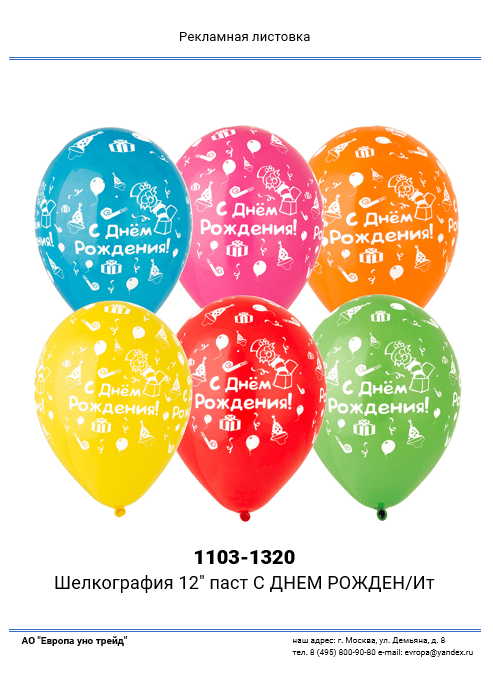 Рекламная листовка
С Днём
Рождения!
С Днём
Рождения!
С Днём
Рождения!
С Днём
Рождения!
С Днём
Рождения!
С Днём
Рождения!
1103-1320
Шелкография 12" паст С ДНЕМ РОЖДЕН/Ит
АО "Европа уно трейд"
наш адрес: г. Москва, ул. Демьяна, д. 8
тел. 8 (495) 800-90-80 e-mail: evropa@yandex.ru